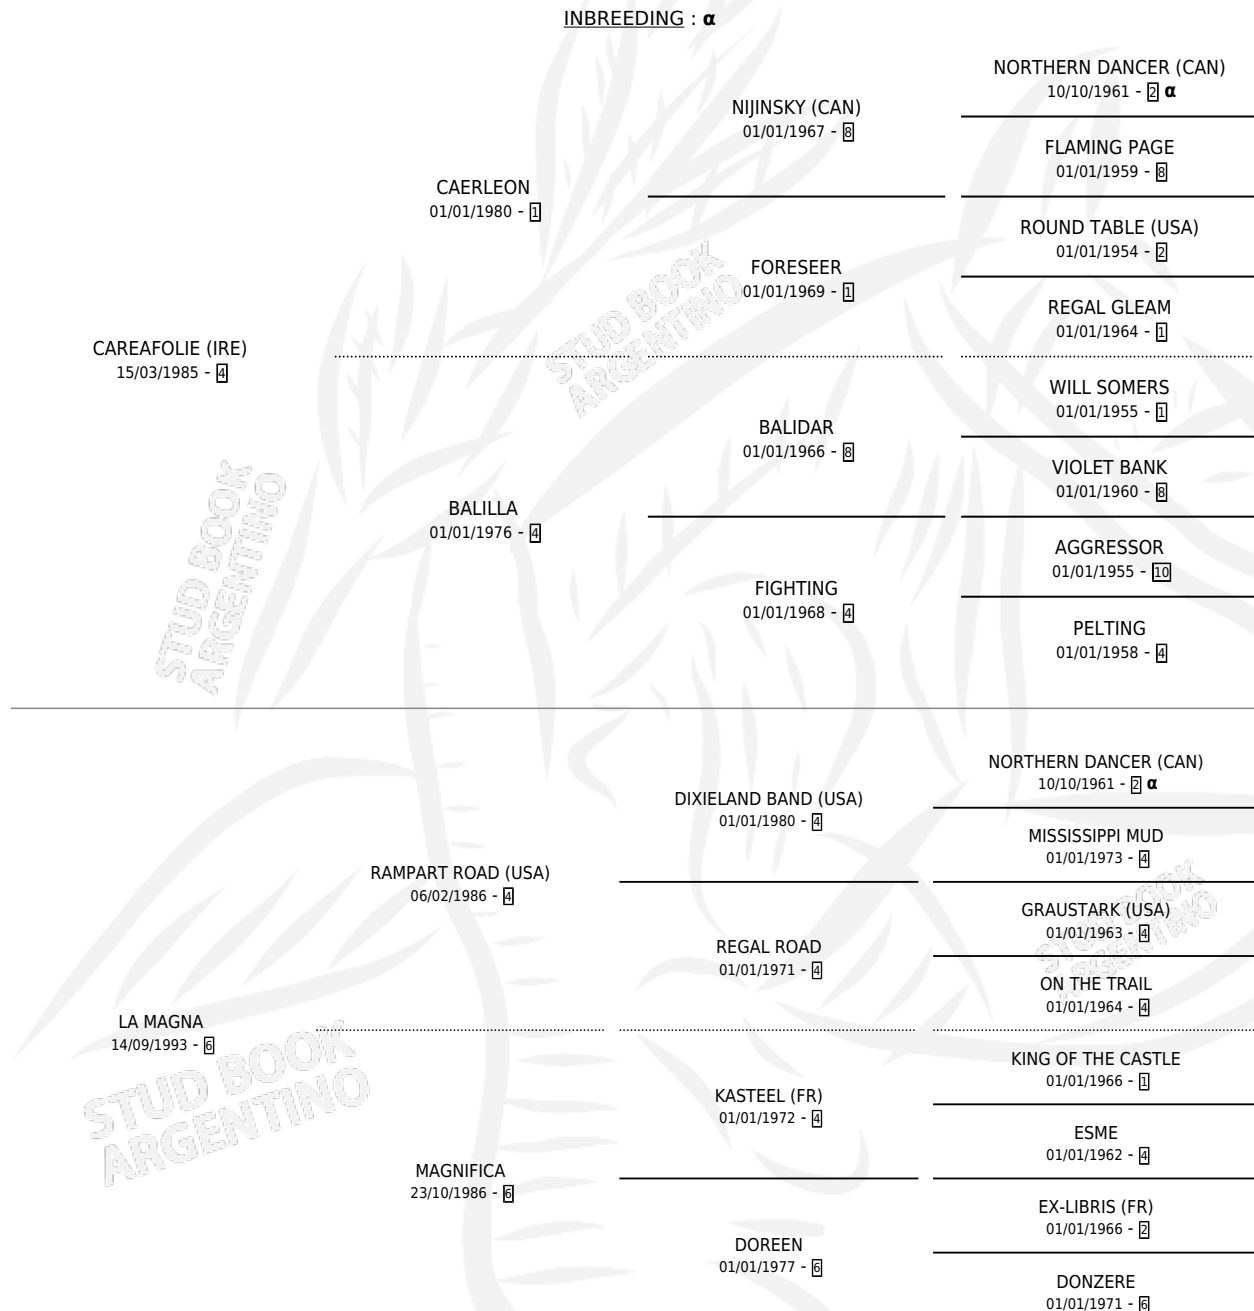 INBREEDING : α
NORTHERN DANCER (CAN)
10/10/1961 - 2 α
NIJINSKY (CAN)
01/01/1967 - 8
FLAMING PAGE
01/01/1959 - 8
CAERLEON
01/01/1980 - 1
ROUND TABLE (USA)
01/01/1954 - 2
FORESEER
01/01/1969 - 1
REGAL GLEAM
01/01/1964 - 1
CAREAFOLIE (IRE)
15/03/1985 - 4
WILL SOMERS
01/01/1955 - 1
BALIDAR
01/01/1966 - 8
VIOLET BANK
01/01/1960 - 8
BALILLA
01/01/1976 - 4
AGGRESSOR
01/01/1955 - 10
FIGHTING
01/01/1968 - 4
PELTING
01/01/1958 - 4
NORTHERN DANCER (CAN)
10/10/1961 - 2 α
DIXIELAND BAND (USA)
01/01/1980 - 4
MISSISSIPPI MUD
01/01/1973 - 4
RAMPART ROAD (USA)
06/02/1986 - 4
GRAUSTARK (USA)
01/01/1963 - 4
REGAL ROAD
01/01/1971 - 4
ON THE TRAIL
01/01/1964 - 4
LA MAGNA
14/09/1993 - 6
KING OF THE CASTLE
01/01/1966 - 1
KASTEEL (FR)
01/01/1972 - 4
ESME
01/01/1962 - 4
MAGNIFICA
23/10/1986 - 6
EX-LIBRIS (FR)
01/01/1966 - 2
DOREEN
01/01/1977 - 6
DONZERE
01/01/1971 - 6
STUD BOOK
ARGENTINO
STUD BOOK
ARGENTINO
STUD BOOK
ARGENTINO
STUD BOOK
ARGENTINO